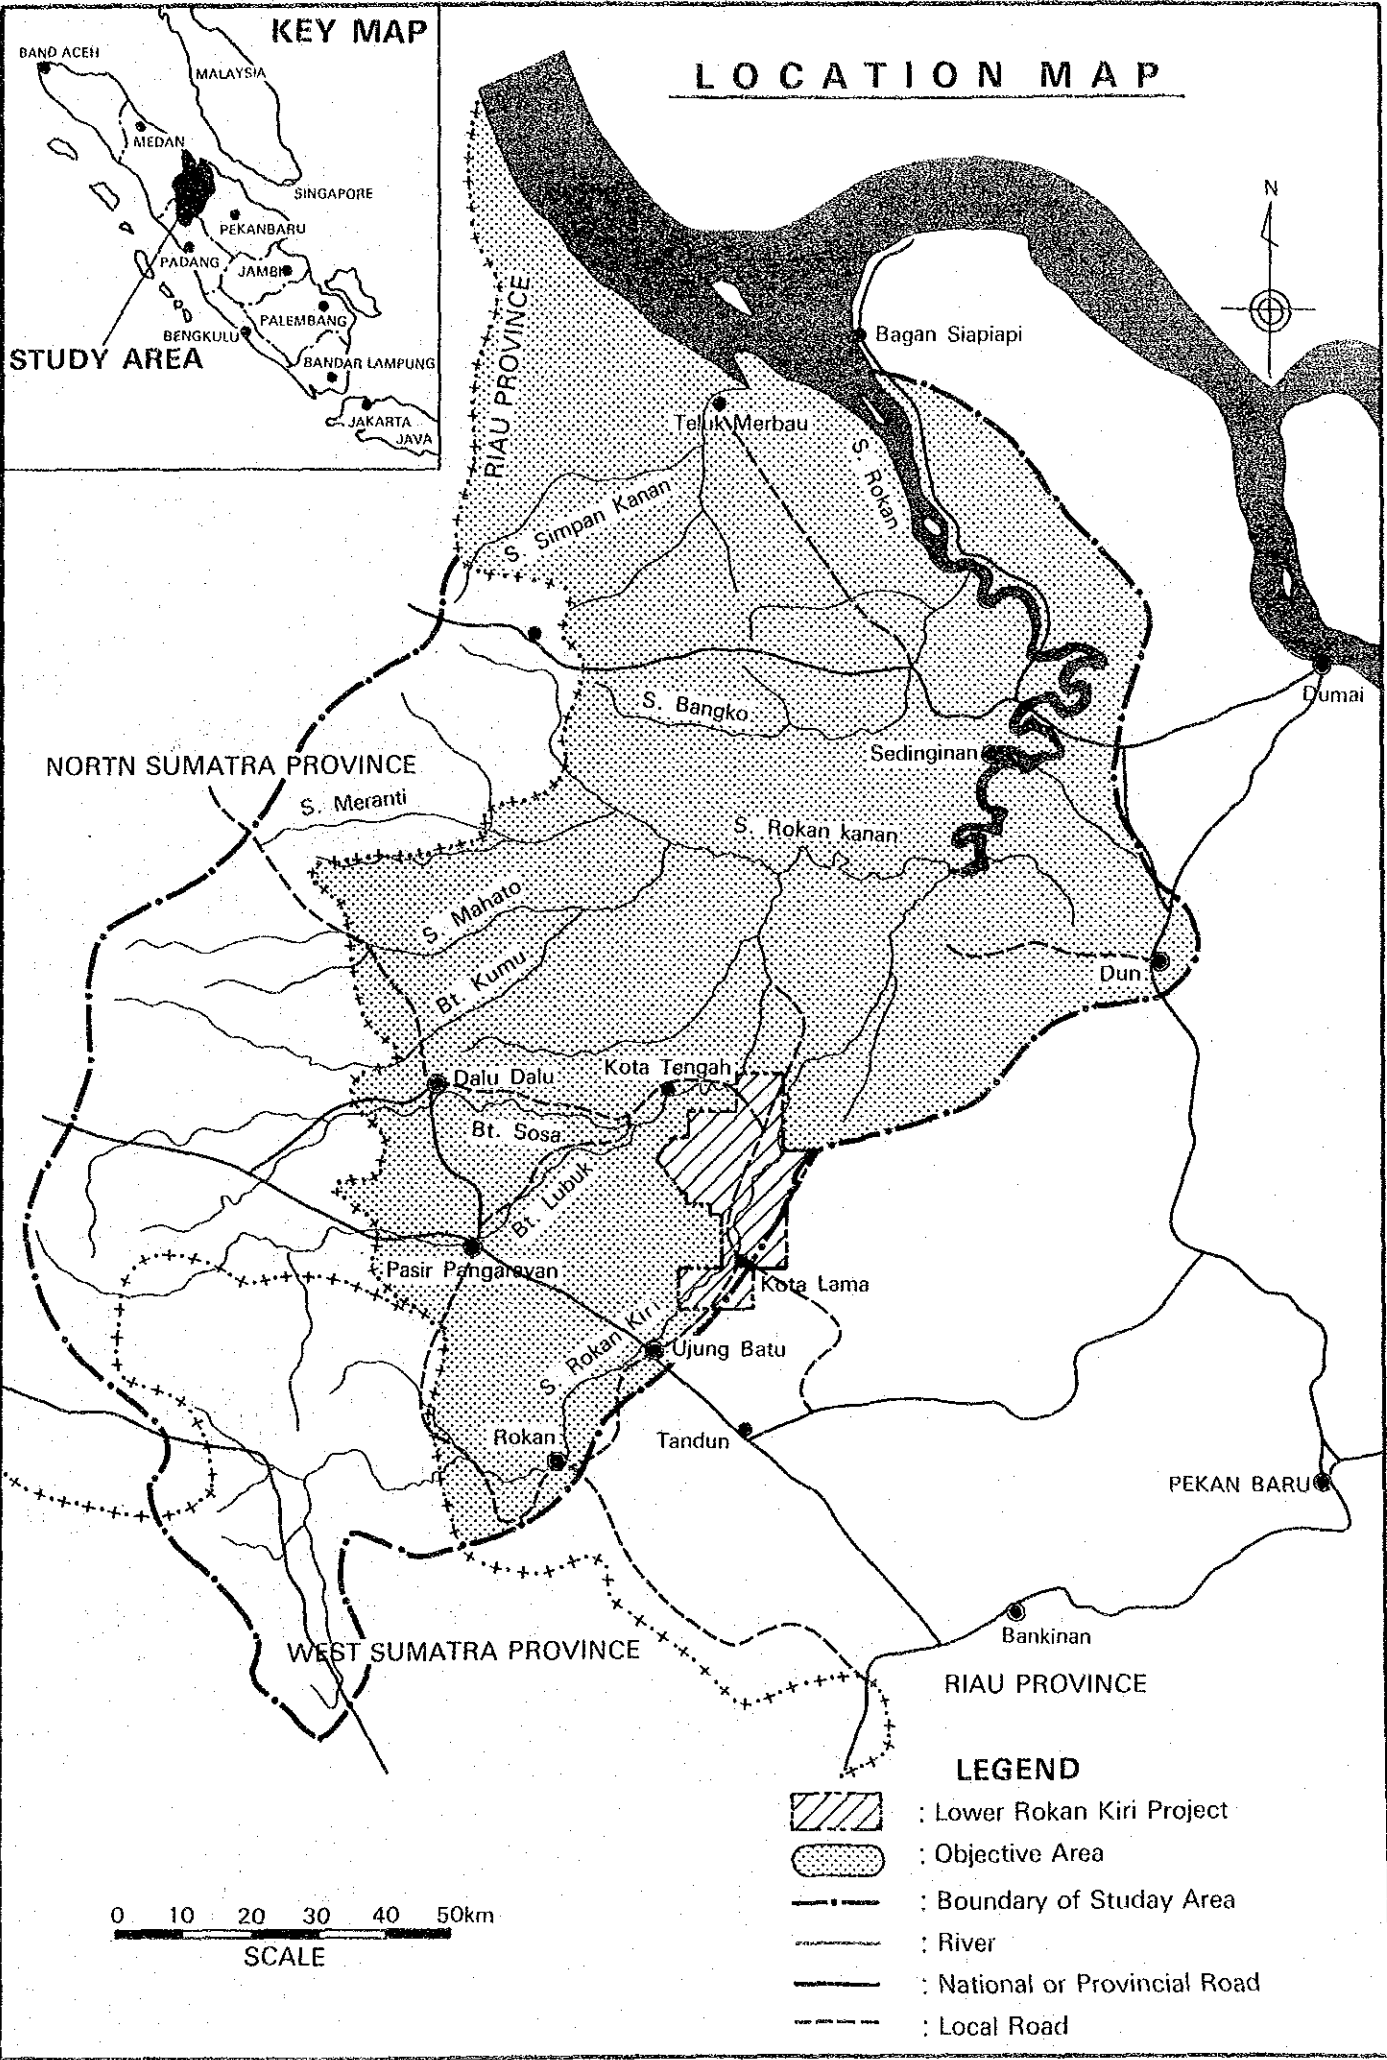 KEY MAP
BAND ACEH
MALAYSIA
MEDAN
SINGAPORE
PEKANBARU
PADANG
JAMBI
PALEMBANG
BENGKULU
STUDY AREA
BANDAR LAMPUNG
JAKARTA
JAVA
LOCATION MAP
N
RIAU PROVINCE
Bagan Siapiapi
Teluk Merbau
S. Rokan
S. Simpan Kanan
Dumai
S. Bangko
Sedinginan
NORTN SUMATRA PROVINCE
S. Meranti
S. Rokan kanan
S. Mahato
Bt. Kumu
Dun
Kota Tengah
Dalu Dalu
Bt. Sosa
Bt. Lubuk
Pasir Pangarayan
Kota Lama
S. Rokan Kiri
Ujung Batu
Rokan
Tandun
PEKAN BARU
Bankinan
WEST SUMATRA PROVINCE
RIAU PROVINCE
LEGEND
: Lower Rokan Kiri Project
: Objective Area
: Boundary of Studay Area
: River
: National or Provincial Road
: Local Road
0 10 20 30 40 50km
SCALE